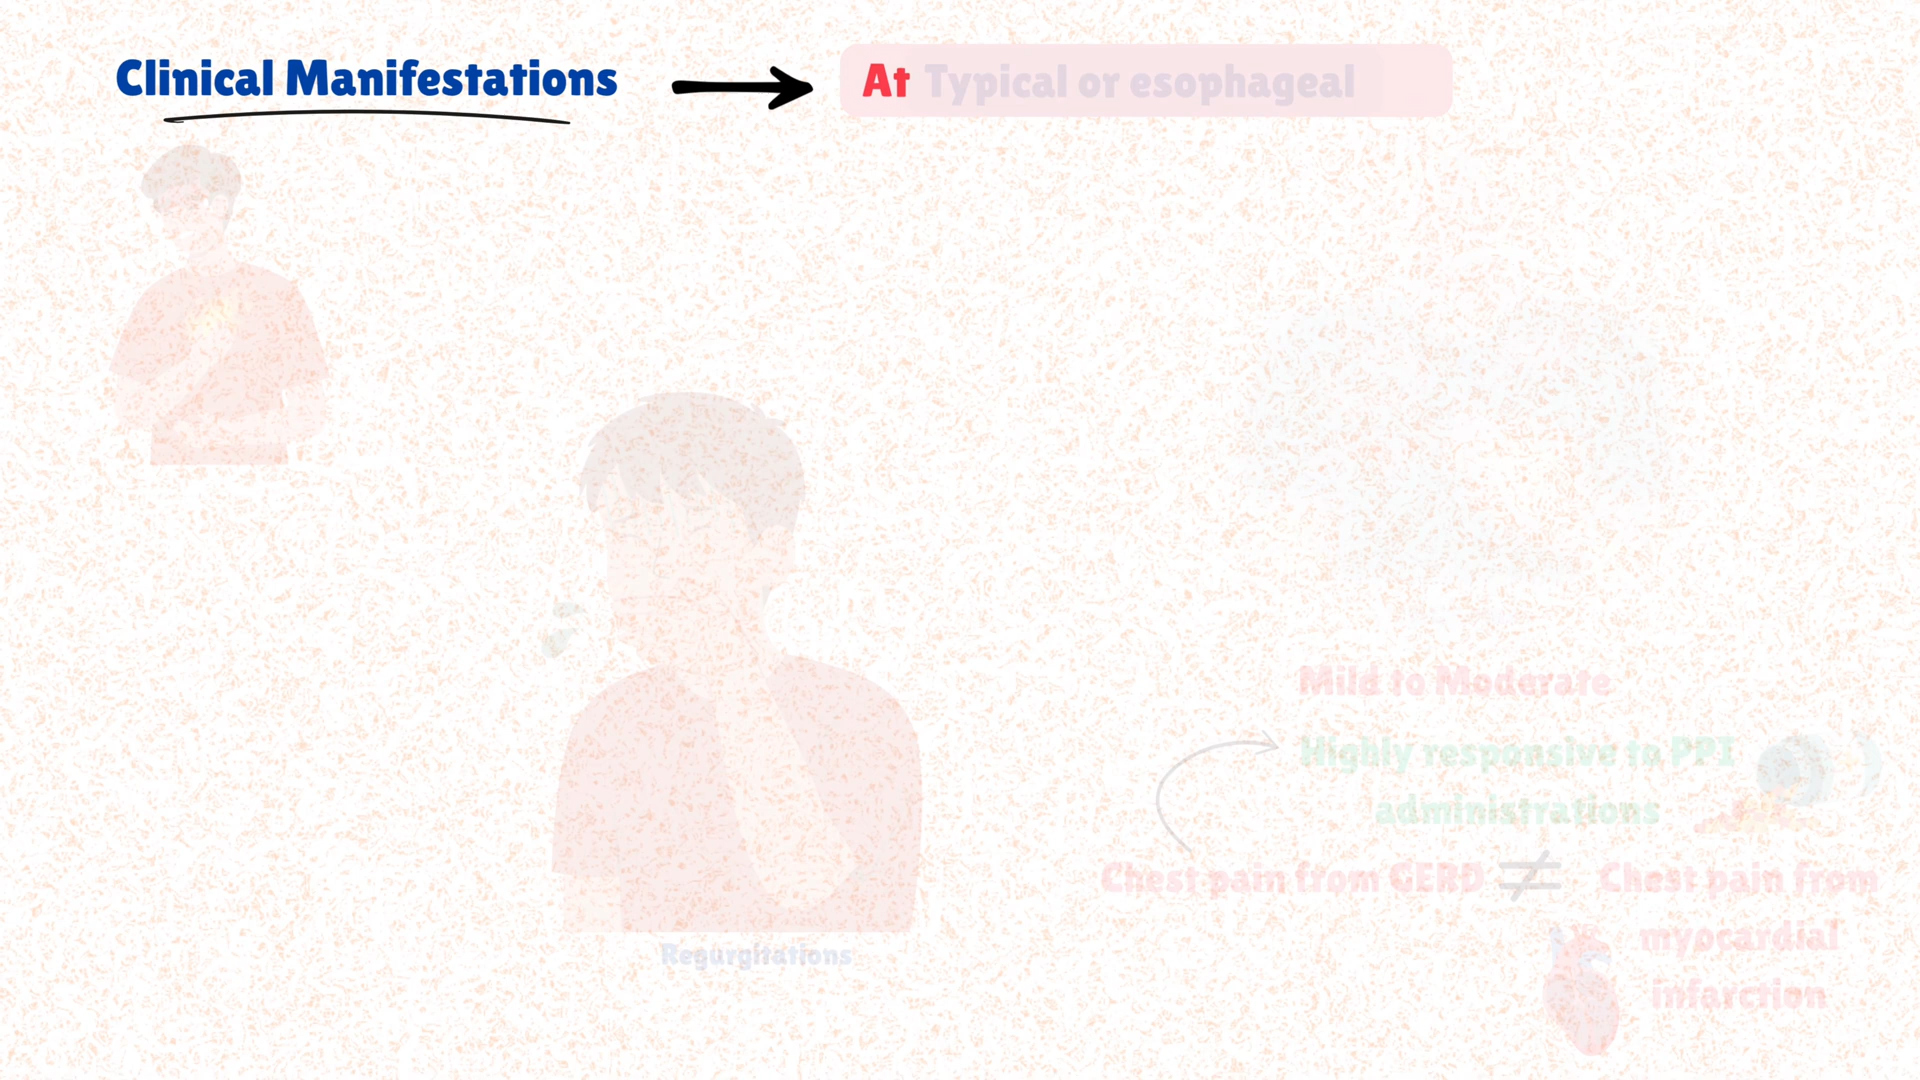 Clinical Manifestations
At Typical or esophageal
Mild to Moderate
Highly responsive to PPI
administrations
Chest pain from GERD ≠ Chest pain from
myocardial
infarction
Regurgitations